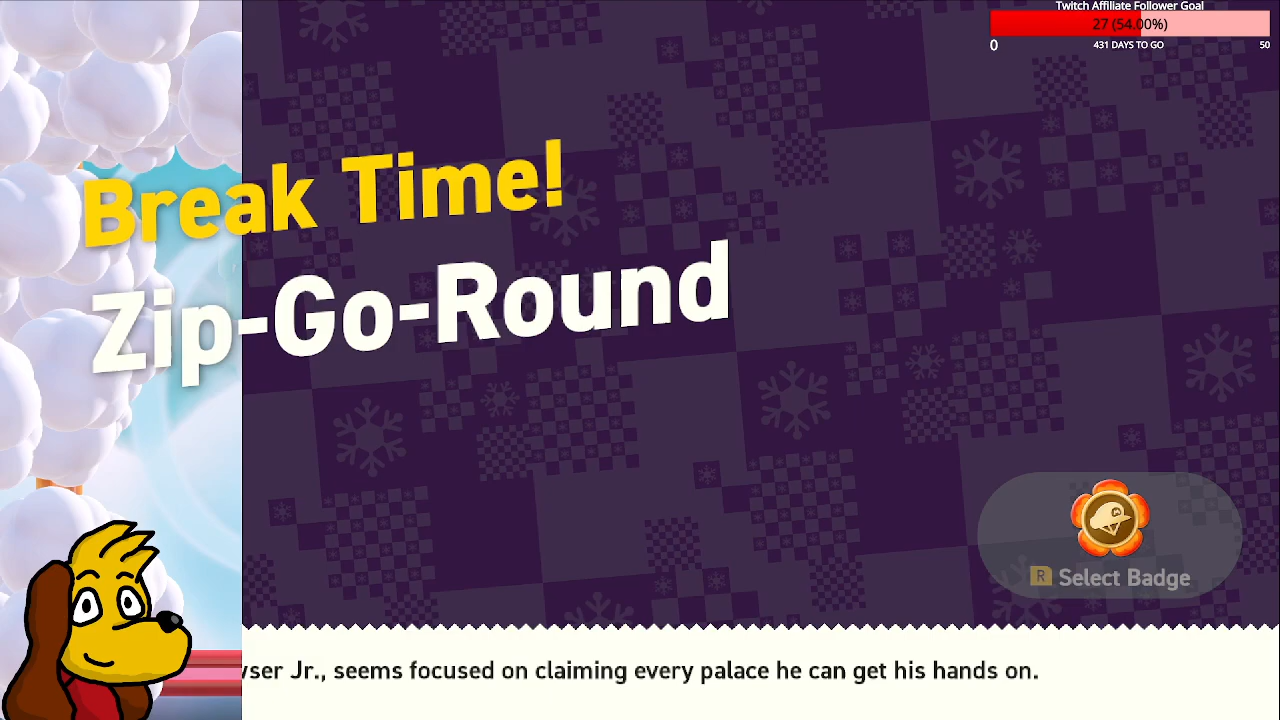 Twitch Affiliate Follower Goal
27 (54.00%)
0
431 DAYS TO GO
50
Break Time!
Zip-Go-Round
R Select Badge
wser Jr., seems focused on claiming every palace he can get his hands on.